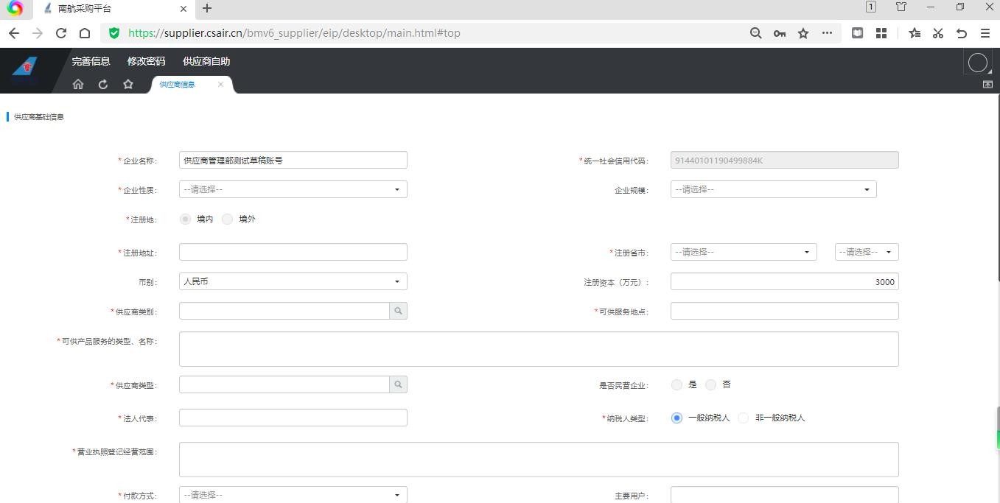 南航采购平台
1
https://supplier.csair.cn/bmv6_supplier/eip/desktop/main.html#top
完善信息 修改密码 供应商自助
供应商信息
供应商基础信息
*企业名称： 供应商管理部测试草稿账号 *统一社会信用代码： 91440101190499884K
*企业性质： --请选择-- 企业规模： --请选择--
*注册地： 境内 境外
*注册地址： *注册省市： --请选择-- --请选择--
币别： 人民币 注册资本（万元）： 3000
*供应商类别： *可供服务地点：
*可供产品服务的类型、名称：
*供应商类型： 是否民营企业： 是 否
*法人代表： *纳税人类型： 一般纳税人 非一般纳税人
*营业执照登记经营范围：
*付款方式： --请选择-- 主要用户：